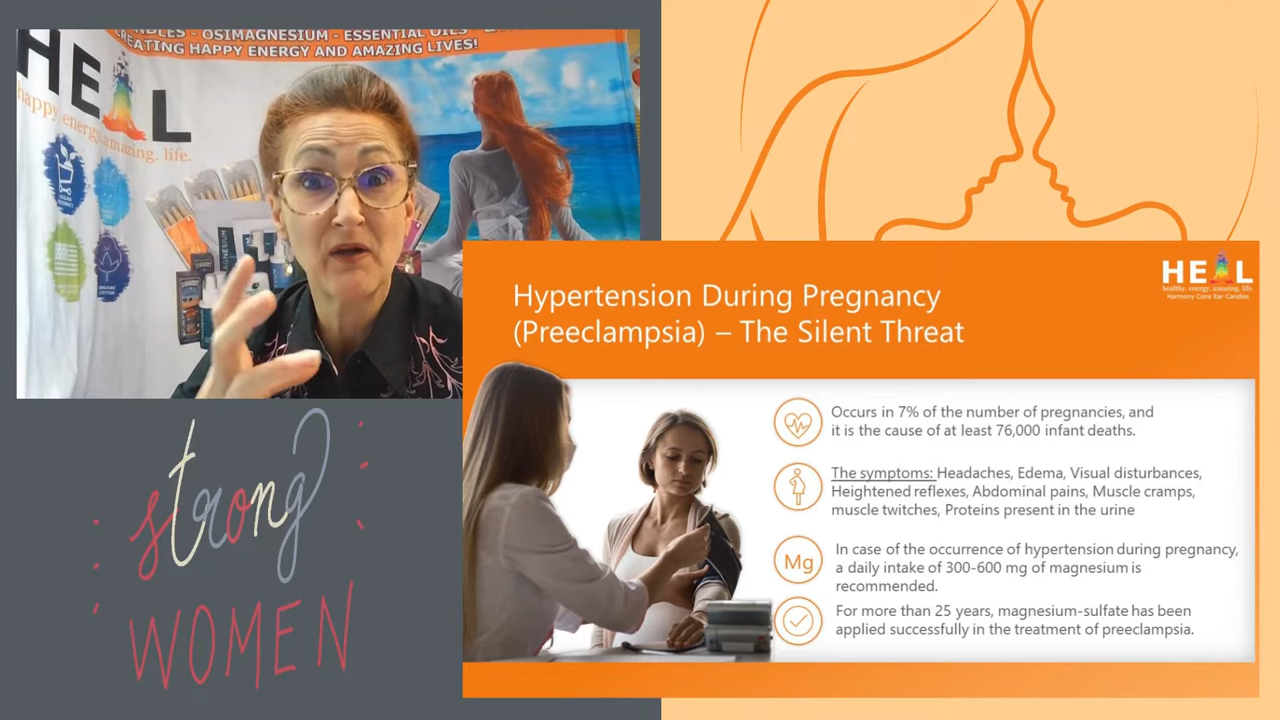 CANDLES - OSIMAGNESIUM - ESSENTIAL OILS -
CREATING HAPPY ENERGY AND AMAZING LIVES!
HEAL
happy. energy. amazing. life.
MAGNESIUM
strong
WOMEN
HEAL
healthy. energy. amazing. life.
Harmony Cone Ear Candles
Hypertension During Pregnancy
(Preeclampsia) – The Silent Threat
Occurs in 7% of the number of pregnancies, and
it is the cause of at least 76,000 infant deaths.
The symptoms: Headaches, Edema, Visual disturbances,
Heightened reflexes, Abdominal pains, Muscle cramps,
muscle twitches, Proteins present in the urine
Mg
In case of the occurrence of hypertension during pregnancy,
a daily intake of 300-600 mg of magnesium is
recommended.
For more than 25 years, magnesium-sulfate has been
applied successfully in the treatment of preeclampsia.